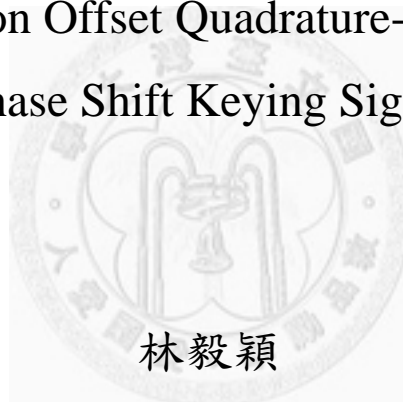 on Offset Quadrature-
hase Shift Keying Sig
林毅穎